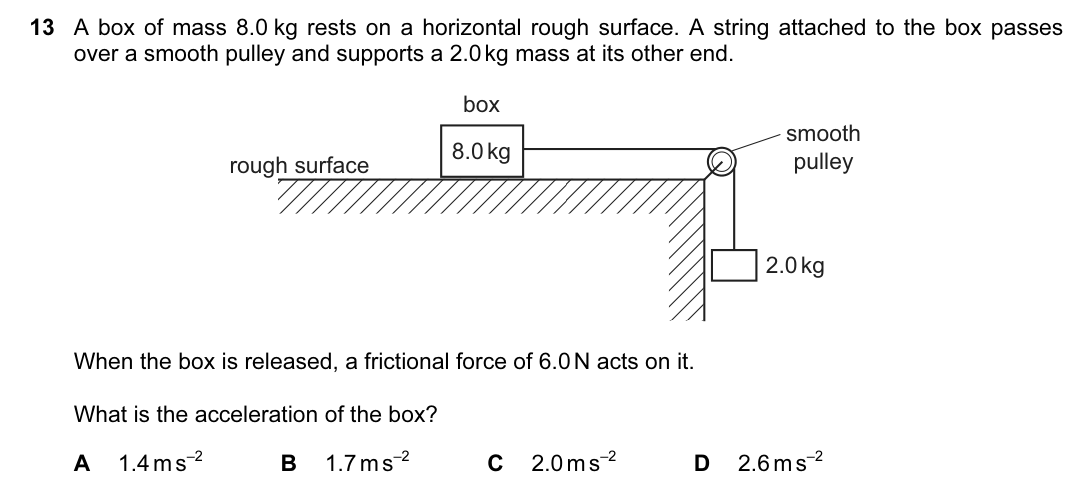 13 A box of mass 8.0 kg rests on a horizontal rough surface. A string attached to the box passes
over a smooth pulley and supports a 2.0 kg mass at its other end.
box
smooth
pulley
8.0 kg
rough surface
2.0 kg
When the box is released, a frictional force of 6.0 N acts on it.
What is the acceleration of the box?
A 1.4 m s⁻² B 1.7 m s⁻² C 2.0 m s⁻² D 2.6 m s⁻²